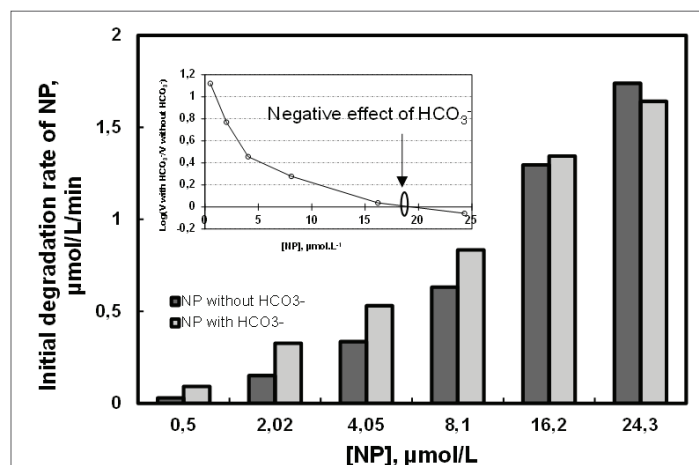 2
1,5
1
0,5
0
Initial degradation rate of NP,
µmol/L/min
1,2
1
0,8
0,6
0,4
0,2
0
-0,2
Log(V with HCO₃⁻/V without HCO₃⁻)
Negative effect of HCO₃⁻
0 5 10 15 20 25
[NP], µmol.L⁻¹
NP without HCO3-
NP with HCO3-
0,5 2,02 4,05 8,1 16,2 24,3
[NP], µmol/L